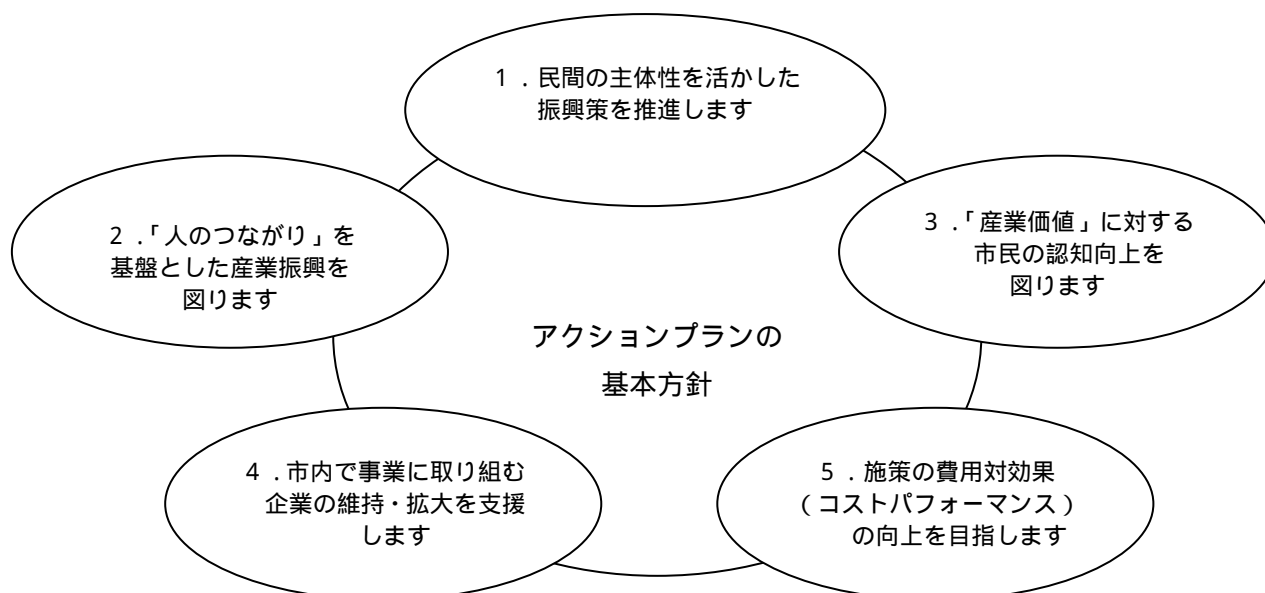 1．民間の主体性を活かした
振興策を推進します
2．「人のつながり」を
基盤とした産業振興を
図ります
3．「産業価値」に対する
市民の認知向上を
図ります
アクションプランの
基本方針
4．市内で事業に取り組む
企業の維持・拡大を支援
します
5．施策の費用対効果
(コストパフォーマンス)
の向上を目指します